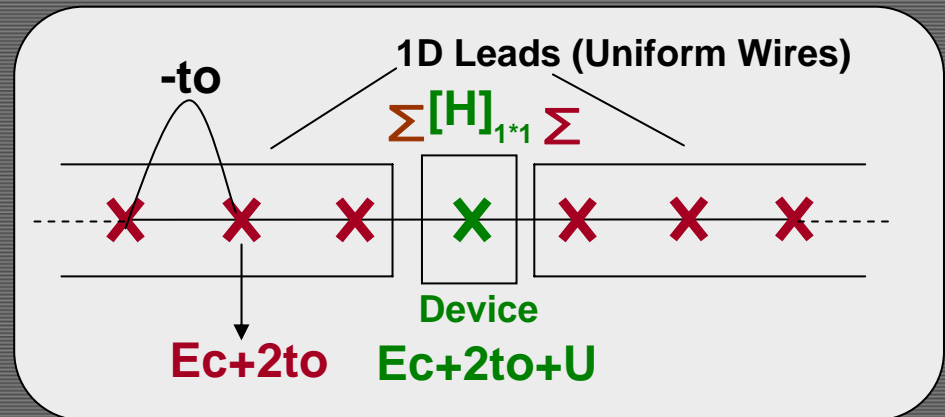 1D Leads (Uniform Wires)
-to
Σ [H]1*1 Σ
Device
Ec+2to Ec+2to+U